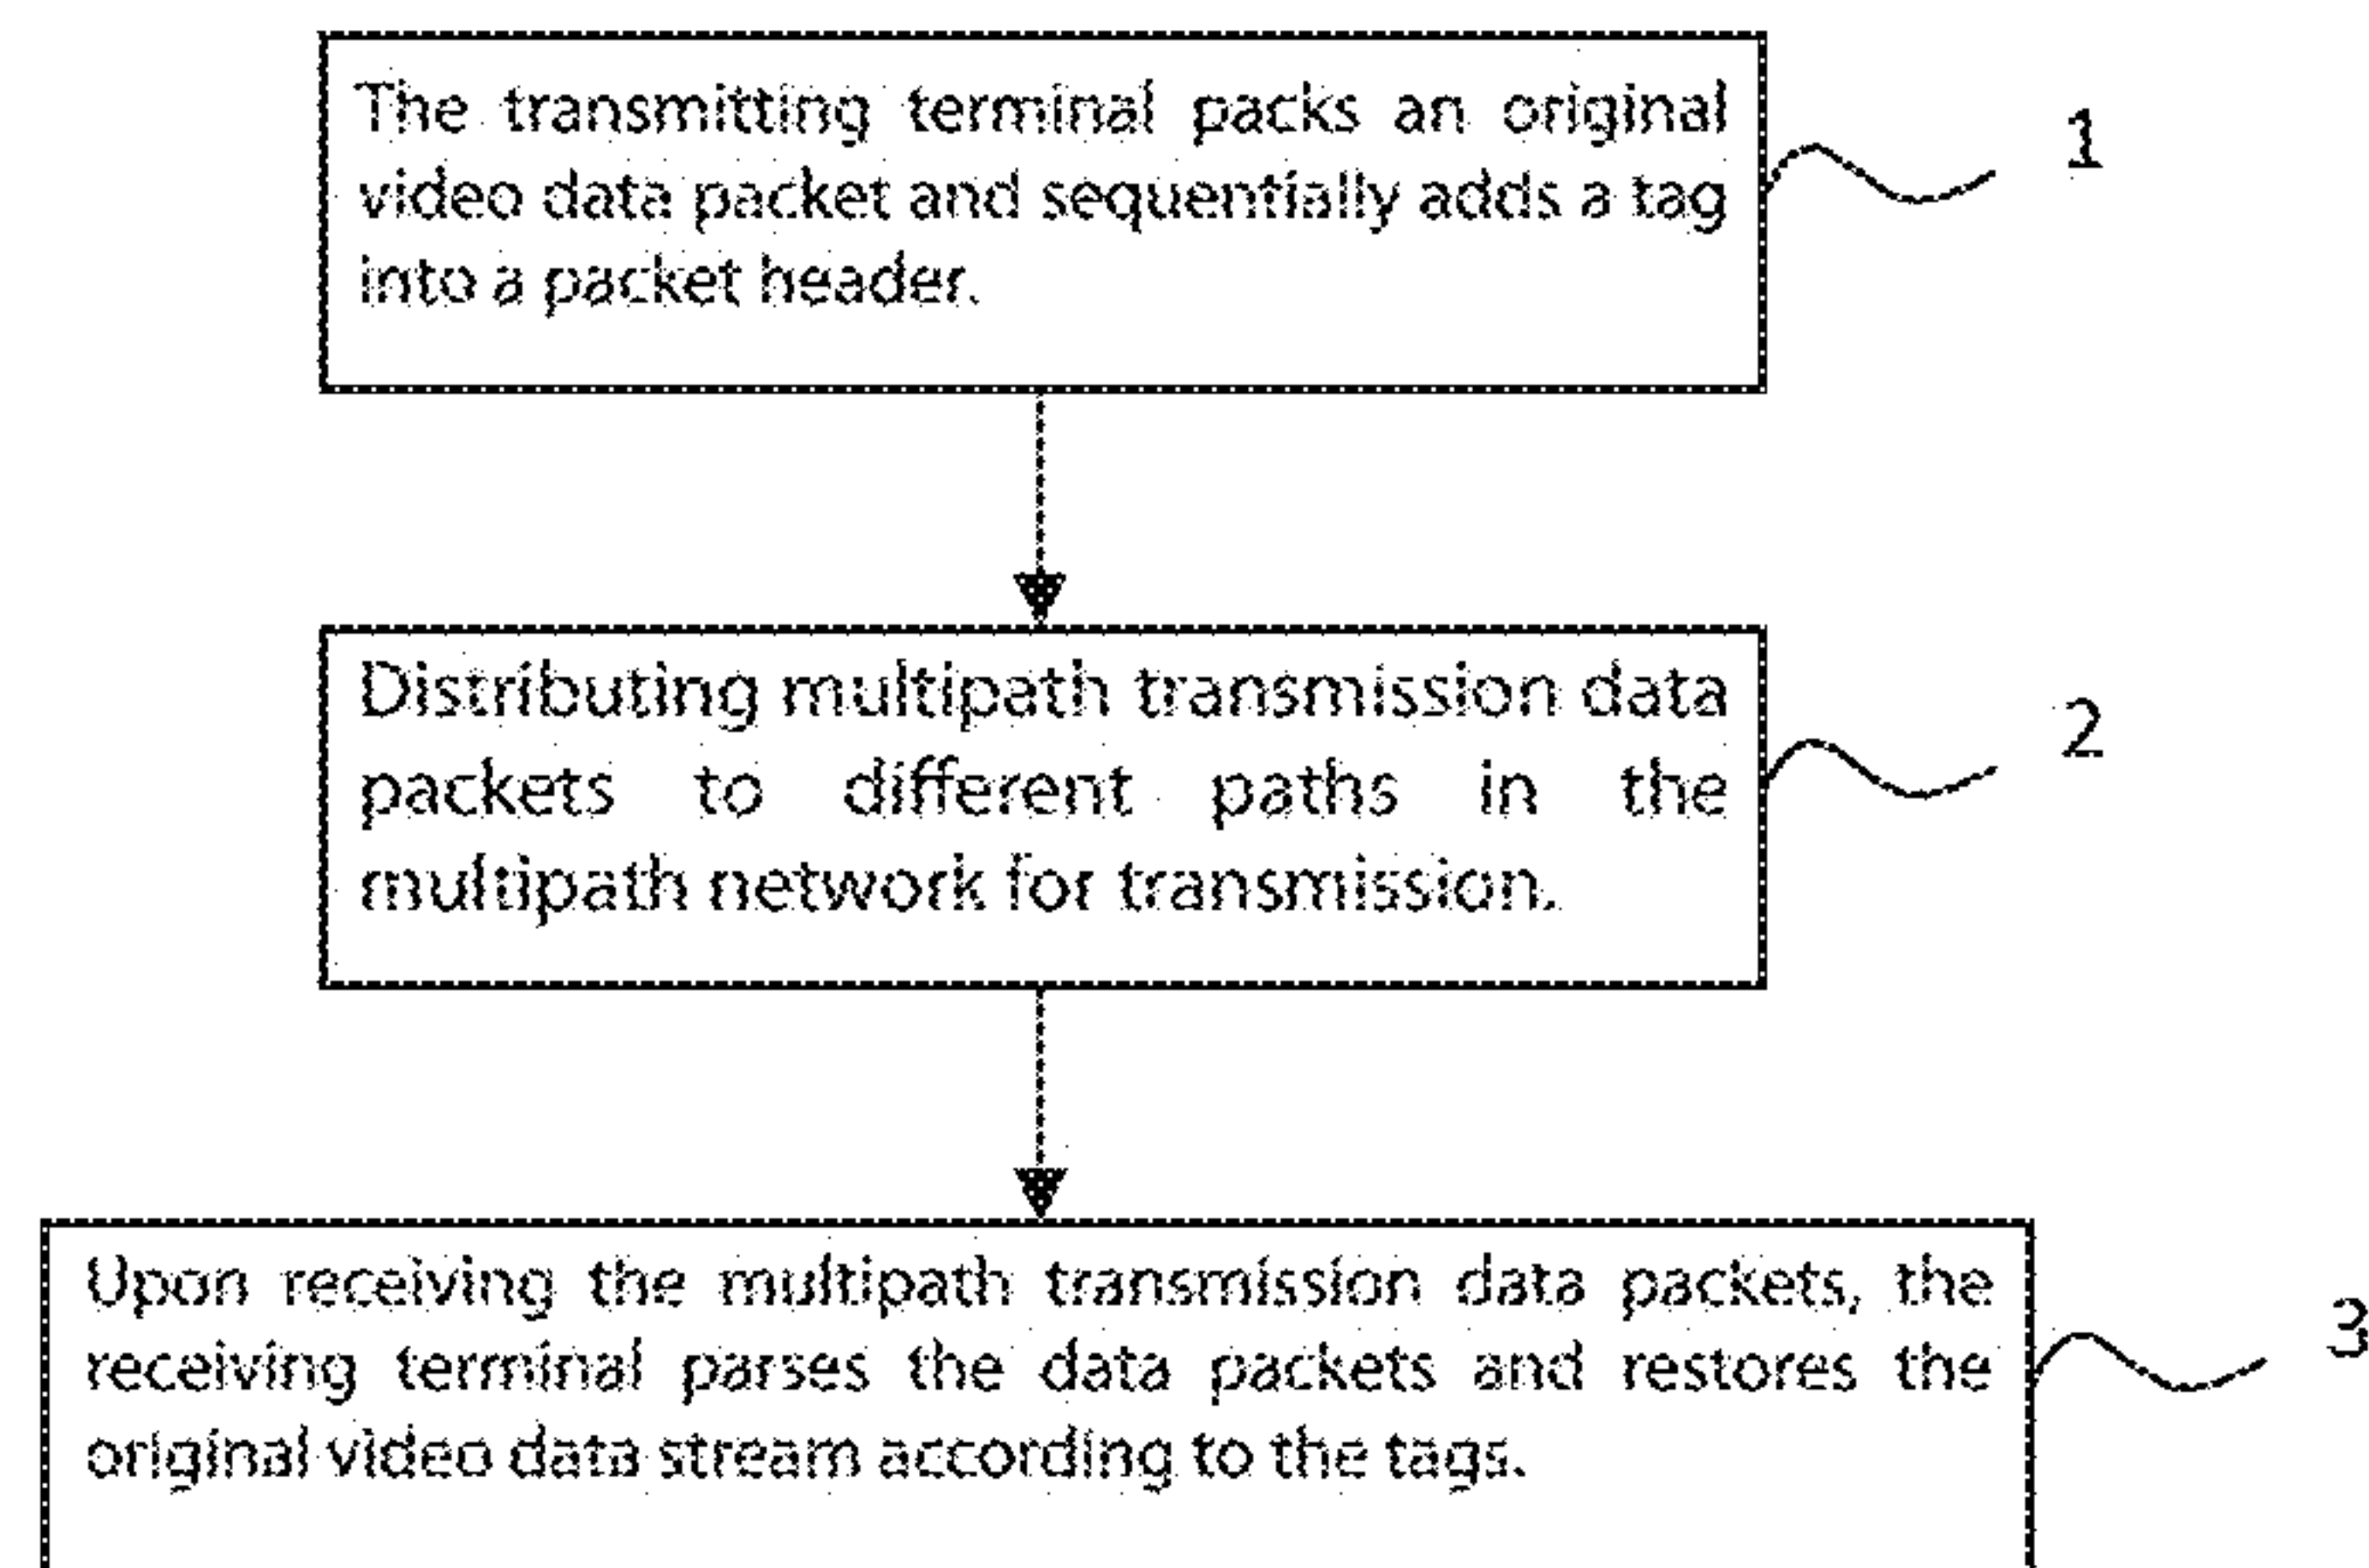 The transmitting terminal packs an original
video data packet and sequentially adds a tag
into a packet header.
1
Distributing multipath transmission data
packets to different paths in the
multipath network for transmission.
2
Upon receiving the multipath transmission data packets, the
receiving terminal parses the data packets and restores the
original video data stream according to the tags.
3